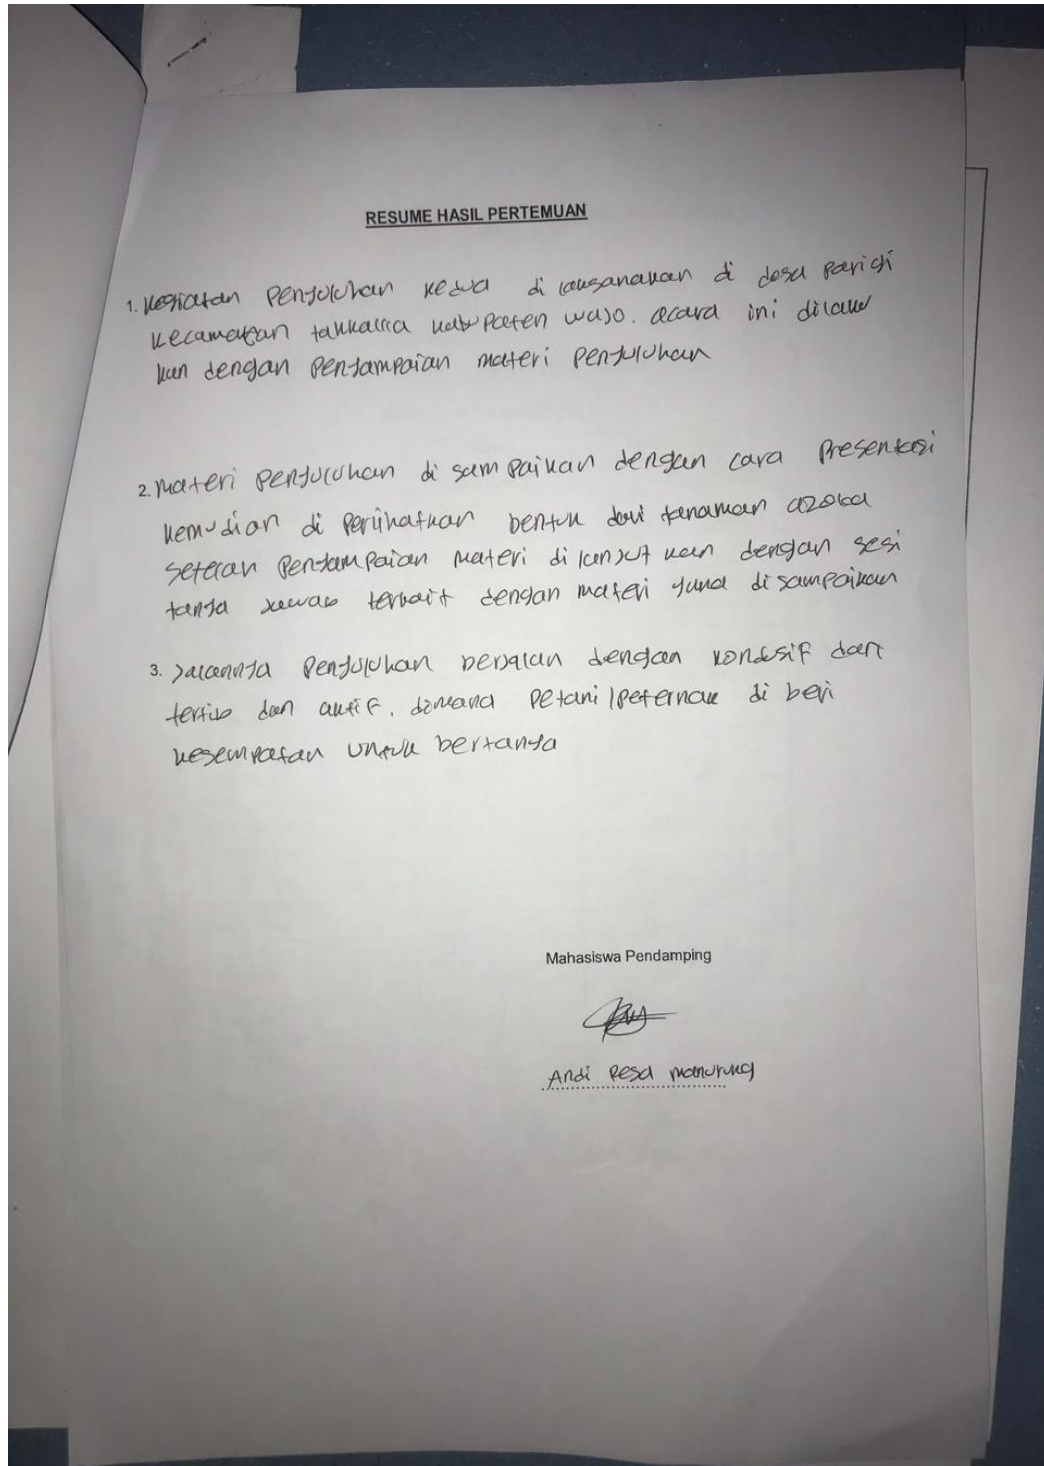 RESUME HASIL PERTEMUAN
1. Kegiatan Penyuluhan kedua di laksanakan di desa Parigi
kecamatan takkalla kabupaten wajo. acara ini dilaku
kan dengan Penyampaian materi Penyuluhan
2. Materi Penyuluhan di sampaikan dengan cara Presentasi
kemudian di Perlihatkan bentuk dari tanaman azolla
setelah Penyampaian Materi di lanjut kan dengan sesi
tanya jawab terkait dengan materi yang di sampaikan
3. Jalannya Penyuluhan berjalan dengan kondusif dan
tertib dan aktif. dimana Petani/Peternak di beri
kesempatan untuk bertanya
Mahasiswa Pendamping
Andi Resa Manurung